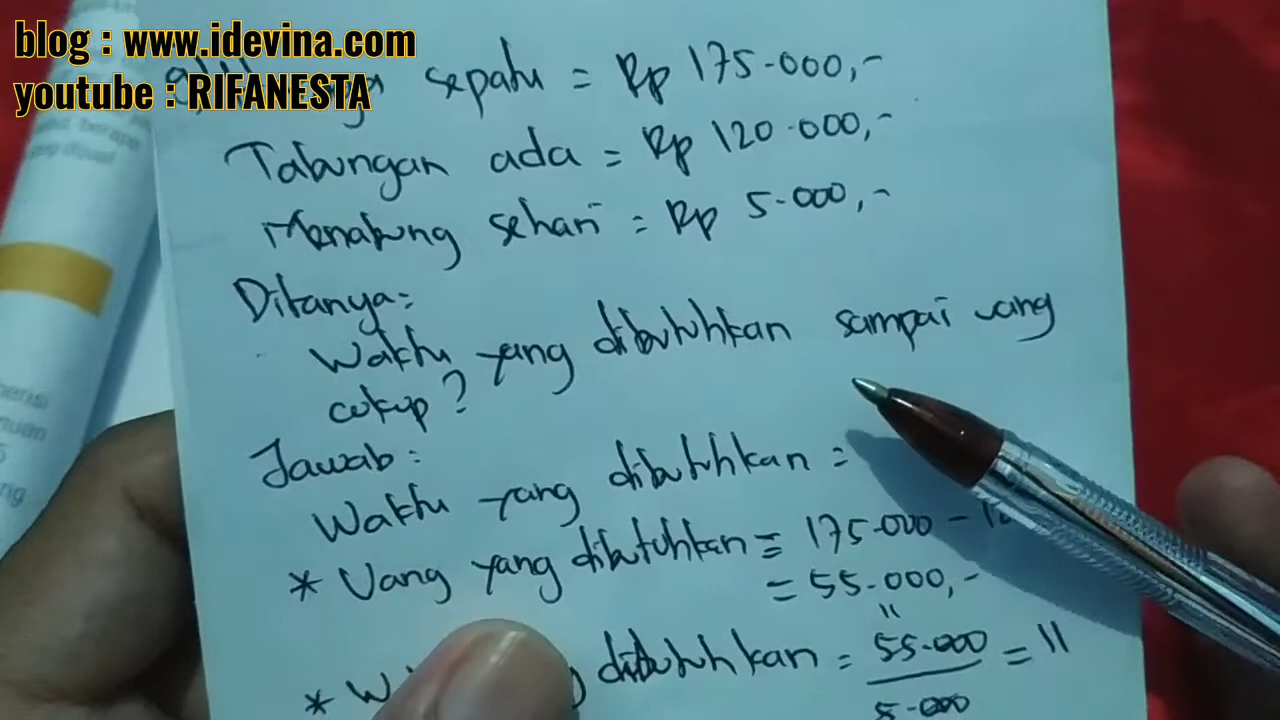 blog : www.idevina.com
youtube : RIFANESTA
sepatu = Rp 175.000,-
Tabungan ada = Rp 120.000,-
Menabung sehari = Rp 5.000,-
Ditanya:
Waktu yang dibutuhkan sampai uang
cukup?
Jawab:
Waktu yang dibutuhkan =
* Uang yang dibutuhkan = 175.000 -
= 55.000,-
* dibutuhkan = 55.000 = 11
5.000